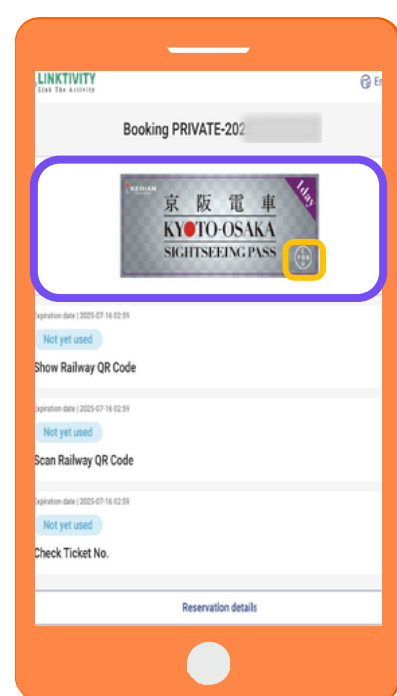 LINKTIVITY
Link The Activity
En
Booking PRIVATE-202
KEIHAN
1day
京阪電車
KYOTO-OSAKA
SIGHTSEEING PASS
Expiration date | 2025-07-16 02:59
Not yet used
Show Railway QR Code
Expiration date | 2025-07-16 02:59
Not yet used
Scan Railway QR Code
Expiration date | 2025-07-16 02:59
Not yet used
Check Ticket No.
Reservation details